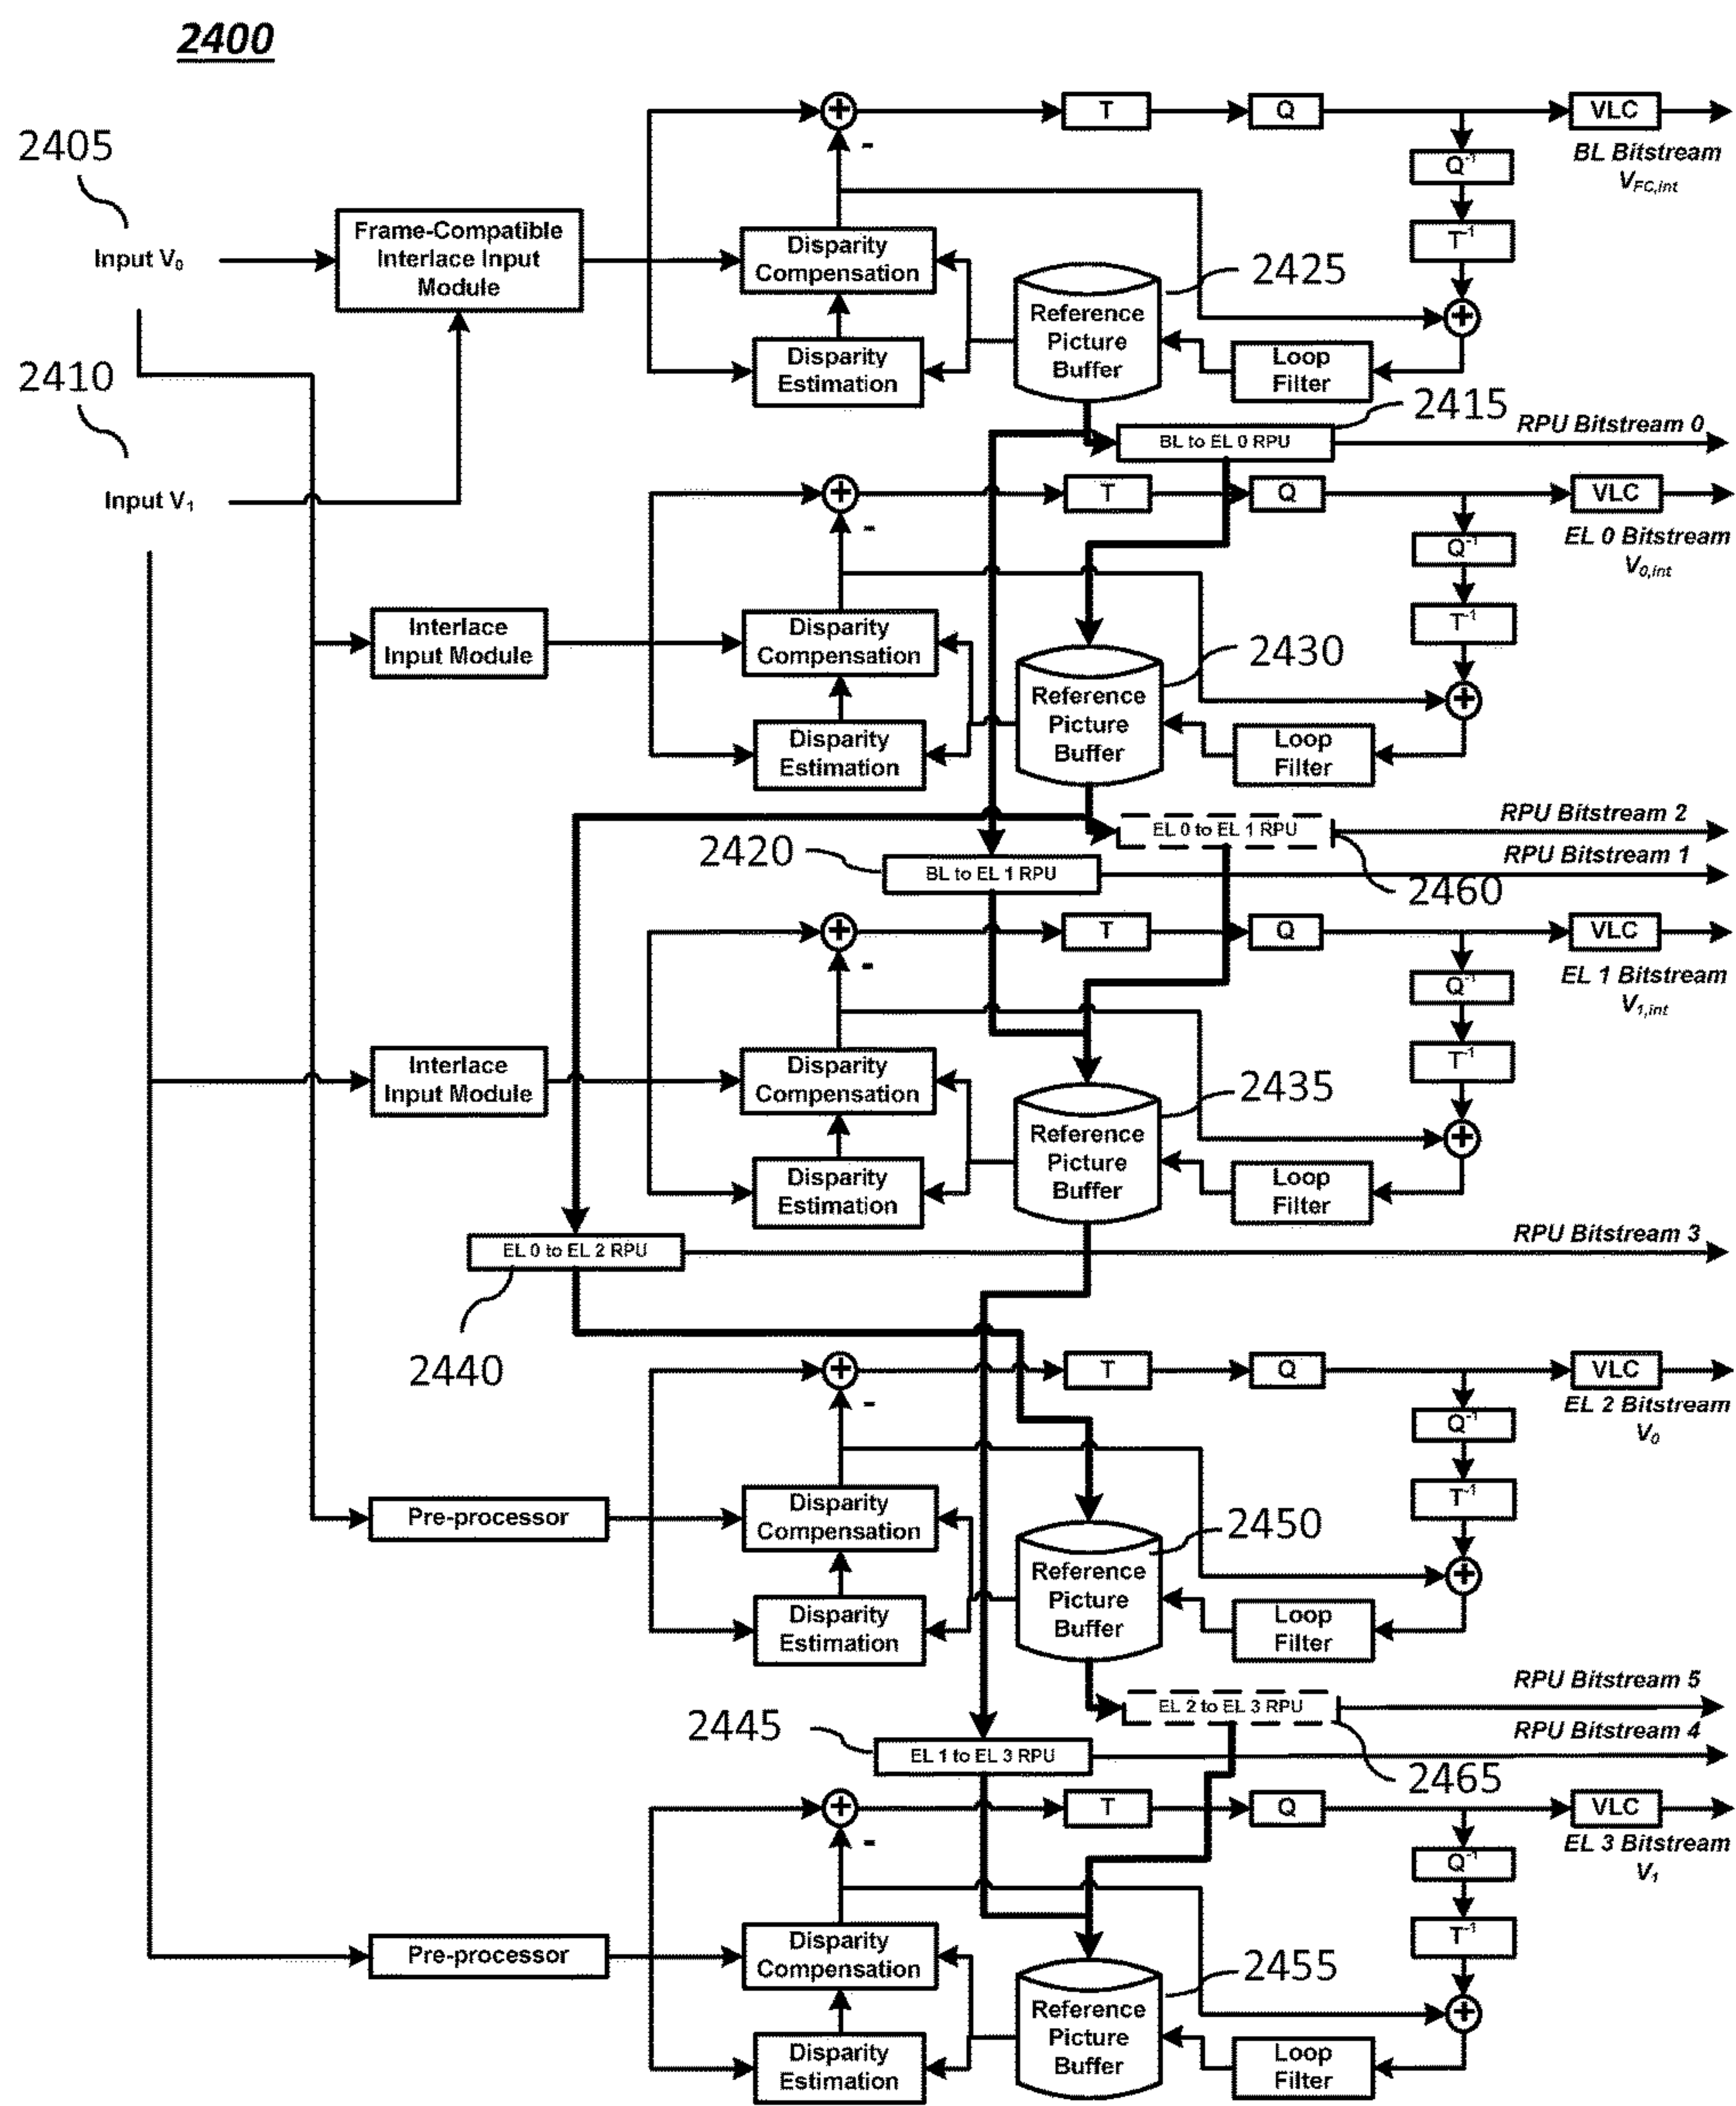 2400
2405
2410
Input V0
Input V1
Frame-Compatible
Interlace Input
Module
+
-
T
Q
VLC
BL Bitstream
VFC,int
Q-1
T-1
+
Disparity
Compensation
Disparity
Estimation
Reference
Picture
Buffer
2425
Loop
Filter
2415
BL to EL 0 RPU
RPU Bitstream 0
+
-
T
Q
VLC
EL 0 Bitstream
V0,int
Q-1
T-1
+
Interlace
Input Module
Disparity
Compensation
Disparity
Estimation
Reference
Picture
Buffer
2430
Loop
Filter
EL 0 to EL 1 RPU
RPU Bitstream 2
2420
BL to EL 1 RPU
RPU Bitstream 1
2460
+
-
T
Q
VLC
EL 1 Bitstream
V1,int
Q-1
T-1
+
Interlace
Input Module
Disparity
Compensation
Disparity
Estimation
Reference
Picture
Buffer
2435
Loop
Filter
EL 0 to EL 2 RPU
RPU Bitstream 3
2440
+
-
T
Q
VLC
EL 2 Bitstream
V0
Q-1
T-1
+
Pre-processor
Disparity
Compensation
Disparity
Estimation
Reference
Picture
Buffer
2450
Loop
Filter
EL 2 to EL 3 RPU
RPU Bitstream 5
2445
EL 1 to EL 3 RPU
RPU Bitstream 4
2465
+
-
T
Q
VLC
EL 3 Bitstream
V1
Q-1
T-1
+
Pre-processor
Disparity
Compensation
Disparity
Estimation
Reference
Picture
Buffer
2455
Loop
Filter